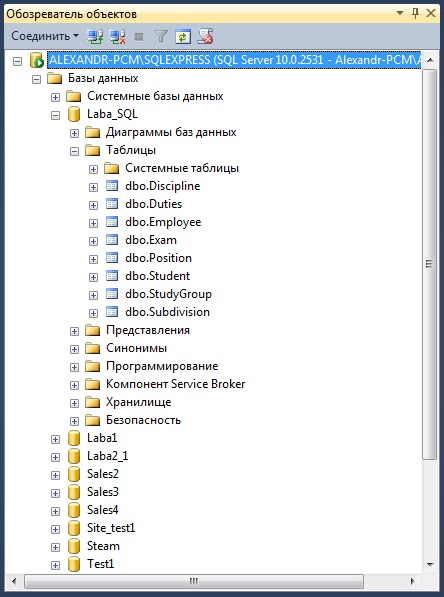 Обозреватель объектов
Соединить
ALEXANDR-PCM\SQLEXPRESS (SQL Server 10.0.2531 - Alexandr-PCM\A
Базы данных
Системные базы данных
Laba_SQL
Диаграммы баз данных
Таблицы
Системные таблицы
dbo.Discipline
dbo.Duties
dbo.Employee
dbo.Exam
dbo.Position
dbo.Student
dbo.StudyGroup
dbo.Subdivision
Представления
Синонимы
Программирование
Компонент Service Broker
Хранилище
Безопасность
Laba1
Laba2_1
Sales2
Sales3
Sales4
Site_test1
Steam
Test1